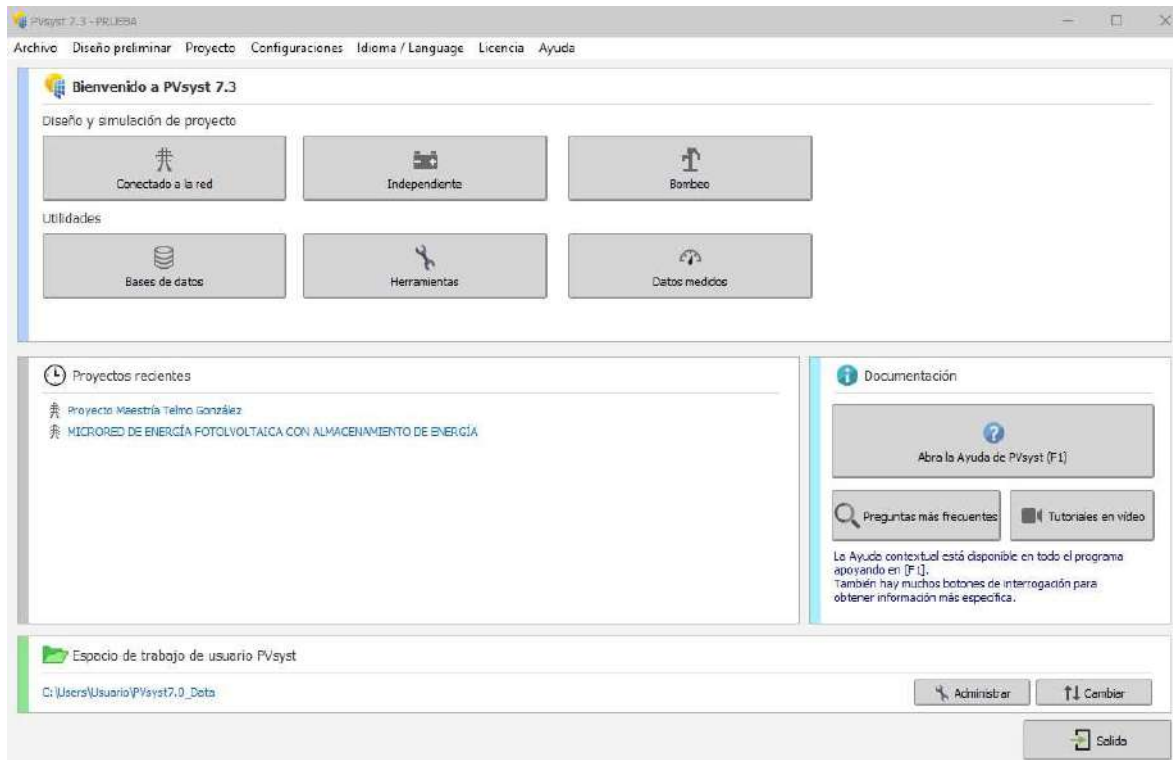 PVsyst 7.3 - PRUEBA
Archivo Diseño preliminar Proyecto Configuraciones Idioma / Language Licencia Ayuda
Bienvenido a PVsyst 7.3
Diseño y simulación de proyecto
Conectado a la red
Independiente
Bombeo
Utilidades
Bases de datos
Herramientas
Datos medidos
Proyectos recientes
Proyecto Maestría Telmo González
MICRORED DE ENERGÍA FOTOLVOLTAICA CON ALMACENAMIENTO DE ENERGÍA
Documentación
Abra la Ayuda de PVsyst (F1)
Preguntas más frecuentes
Tutoriales en vídeo
La Ayuda contextual está disponible en todo el programa
apoyando en [F1].
También hay muchos botones de interrogación para
obtener información más específica.
Espacio de trabajo de usuario PVsyst
C:\Users\Usuario\PVsyst7.0_Data
Administrar
Cambiar
Salida